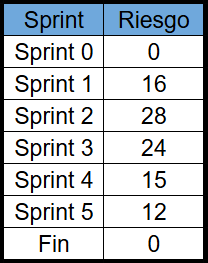 Sprint Riesgo
Sprint 0 0
Sprint 1 16
Sprint 2 28
Sprint 3 24
Sprint 4 15
Sprint 5 12
Fin 0